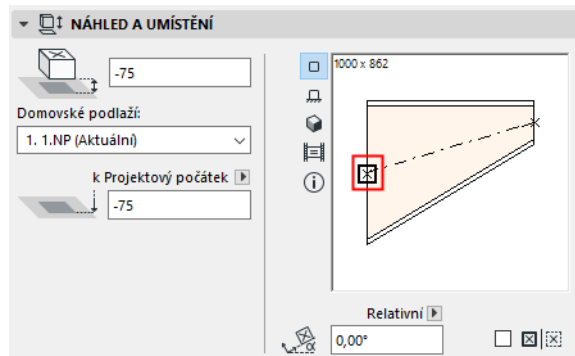 NÁHLED A UMÍSTĚNÍ
-75
Domovské podlaží:
1. 1.NP (Aktuální)
k Projektový počátek
-75
1000 x 862
Relativní
α
0,00°